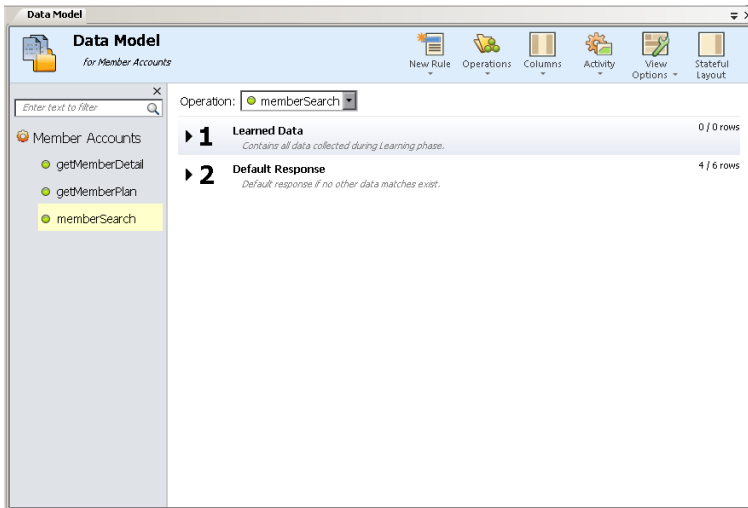 Data Model
Data Model
for Member Accounts
New Rule
Operations
Columns
Activity
View Options
Stateful Layout
Enter text to filter
Member Accounts
getMemberDetail
getMemberPlan
memberSearch
Operation: memberSearch
1 Learned Data 0 / 0 rows
Contains all data collected during Learning phase.
2 Default Response 4 / 6 rows
Default response if no other data matches exist.